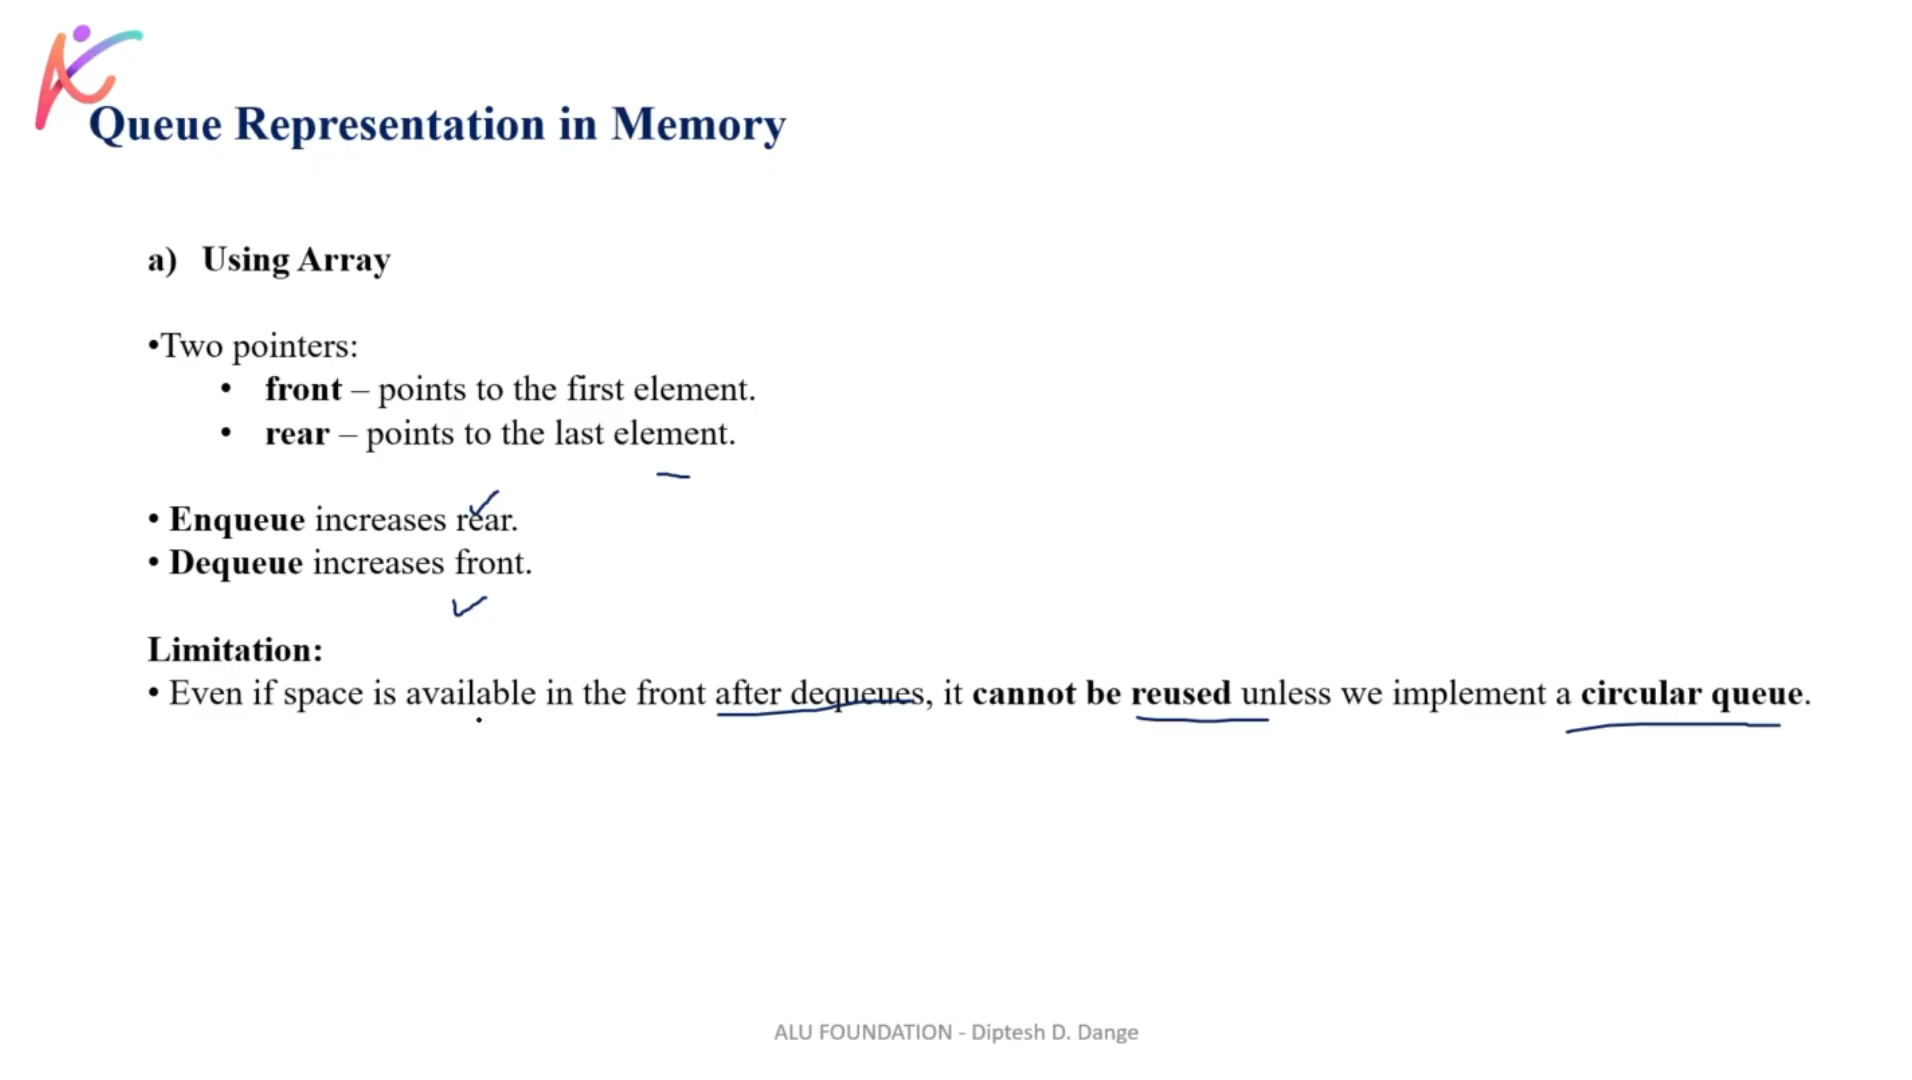 Queue Representation in Memory
a) Using Array
•Two pointers:
• front – points to the first element.
• rear – points to the last element.
• Enqueue increases rear.
• Dequeue increases front.
Limitation:
• Even if space is available in the front after dequeues, it cannot be reused unless we implement a circular queue.
ALU FOUNDATION - Diptesh D. Dange